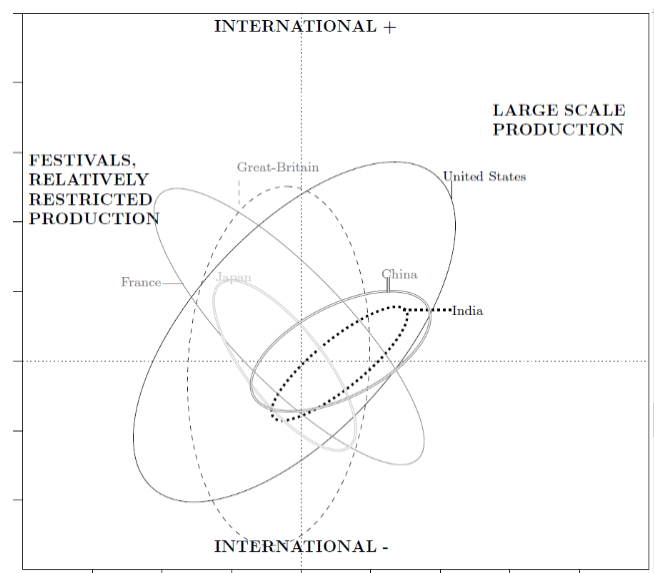 INTERNATIONAL +
LARGE SCALE
PRODUCTION
FESTIVALS,
RELATIVELY
RESTRICTED
PRODUCTION
Great-Britain
United States
France
Japan
China
India
INTERNATIONAL -